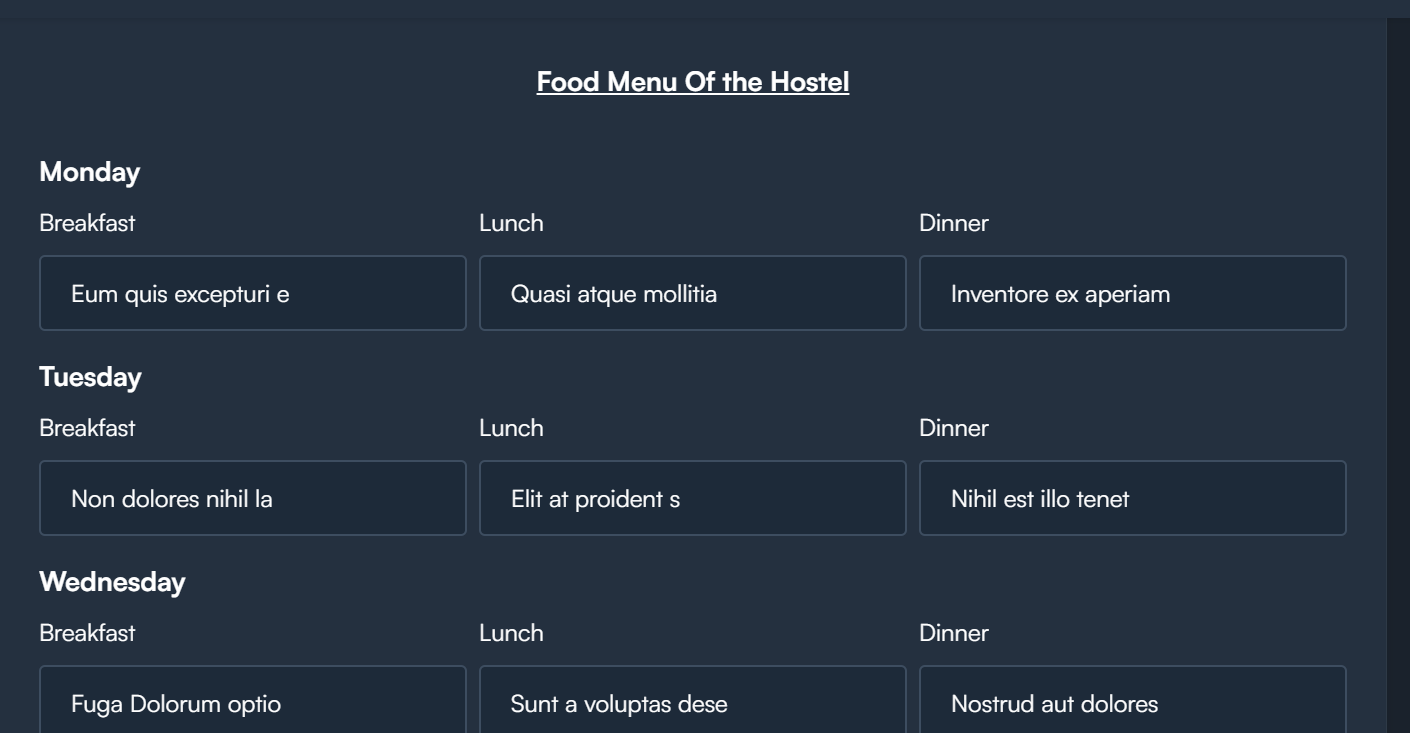 Food Menu Of the Hostel
Monday
Breakfast Lunch Dinner
Eum quis excepturi e Quasi atque mollitia Inventore ex aperiam
Tuesday
Breakfast Lunch Dinner
Non dolores nihil la Elit at proident s Nihil est illo tenet
Wednesday
Breakfast Lunch Dinner
Fuga Dolorum optio Sunt a voluptas dese Nostrud aut dolores